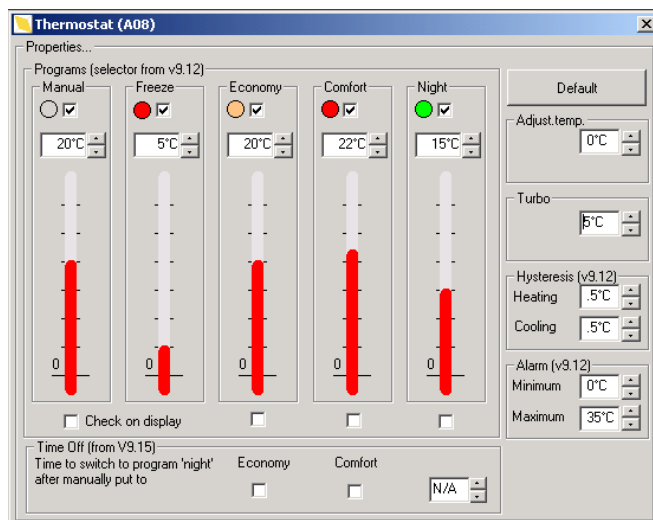 Thermostat (A08)
Properties...
Programs (selector from v9.12)
Manual Freeze Economy Comfort Night
20°C 5°C 20°C 22°C 15°C
0 0 0 0 0
Check on display
Time Off (from V9.15)
Time to switch to program 'night'
after manually put to
Economy Comfort
N/A
Default
Adjust.temp.
0°C
Turbo
5°C
Hysteresis (v9.12)
Heating .5°C
Cooling .5°C
Alarm (v9.12)
Minimum 0°C
Maximum 35°C